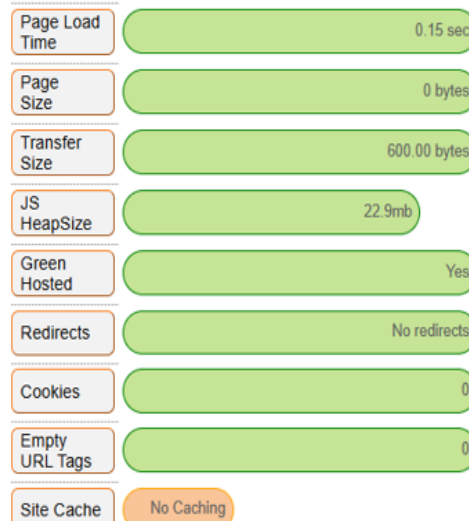 Page Load
Time
0.15 sec
Page
Size
0 bytes
Transfer
Size
600.00 bytes
JS
HeapSize
22.9mb
Green
Hosted
Yes
Redirects
No redirects
Cookies
0
Empty
URL Tags
0
Site Cache
No Caching